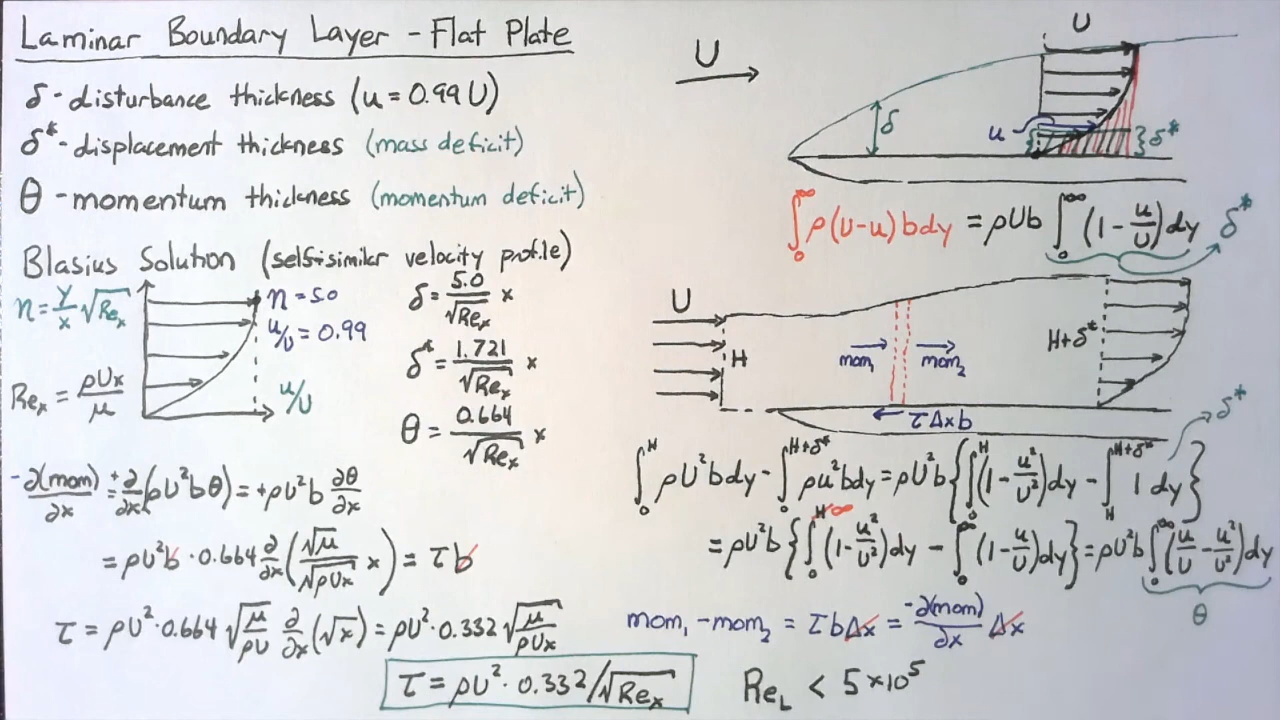 Laminar Boundary Layer - Flat Plate
δ - disturbance thickness (u = 0.99 U)
δ* - displacement thickness (mass deficit)
θ - momentum thickness (momentum deficit)
Blasius Solution (self-similar velocity profile)
η = y/x √Re_x
η = 5.0
u/U = 0.99
u/U
Re_x = ρUx/μ
δ = 5.0/√Re_x x
δ* = 1.721/√Re_x x
θ = 0.664/√Re_x x
-∂(mom)/∂x = +∂/∂x (ρU²bθ) = +ρU²b ∂θ/∂x
= ρU²b · 0.664 ∂/∂x (√μ/√ρUx x) = τb
τ = ρU² · 0.664 √μ/ρU ∂/∂x (√x) = ρU² · 0.332 √μ/ρUx
τ = ρU² · 0.332/√Re_x
Re_L < 5×10⁵
U
U
δ
u
δ*
∫₀^∞ ρ(U-u) b dy = ρUb ∫₀^∞ (1 - u/U) dy
δ*
U
H
mom₁
mom₂
H+δ*
τΔxb
δ*
∫₀^H ρU²b dy - ∫₀^(H+δ*) ρu²b dy = ρU²b {∫₀^H (1 - u²/U²) dy - ∫_H^(H+δ*) 1 dy}
= ρU²b {∫₀^(H ∞) (1 - u²/U²) dy - ∫₀^∞ (1 - u/U) dy} = ρU²b ∫₀^∞ (u/U - u²/U²) dy
θ
mom₁ - mom₂ = τbΔx = -∂(mom)/∂x Δx